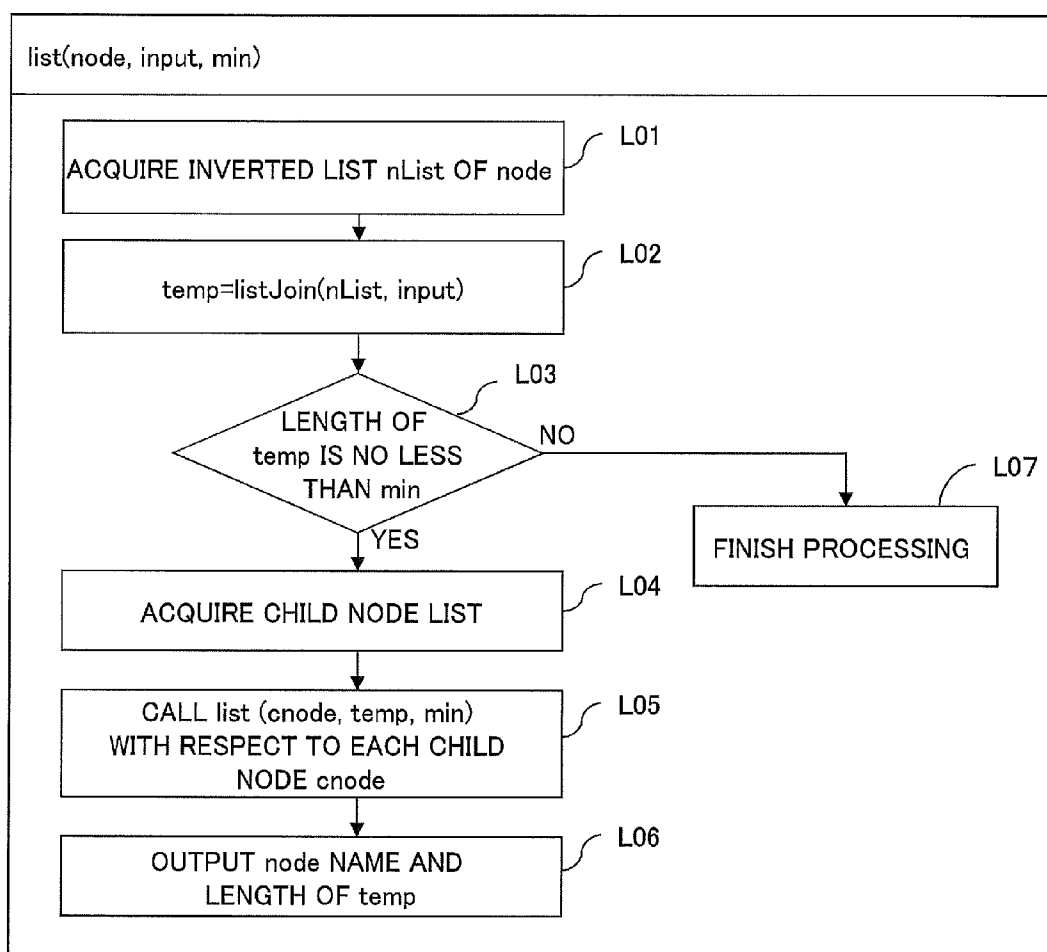 list(node, input, min)
L01
ACQUIRE INVERTED LIST nList OF node
L02
temp=listJoin(nList, input)
L03
LENGTH OF
temp IS NO LESS
THAN min
NO
L07
YES
FINISH PROCESSING
L04
ACQUIRE CHILD NODE LIST
L05
CALL list (cnode, temp, min)
WITH RESPECT TO EACH CHILD
NODE cnode
L06
OUTPUT node NAME AND
LENGTH OF temp